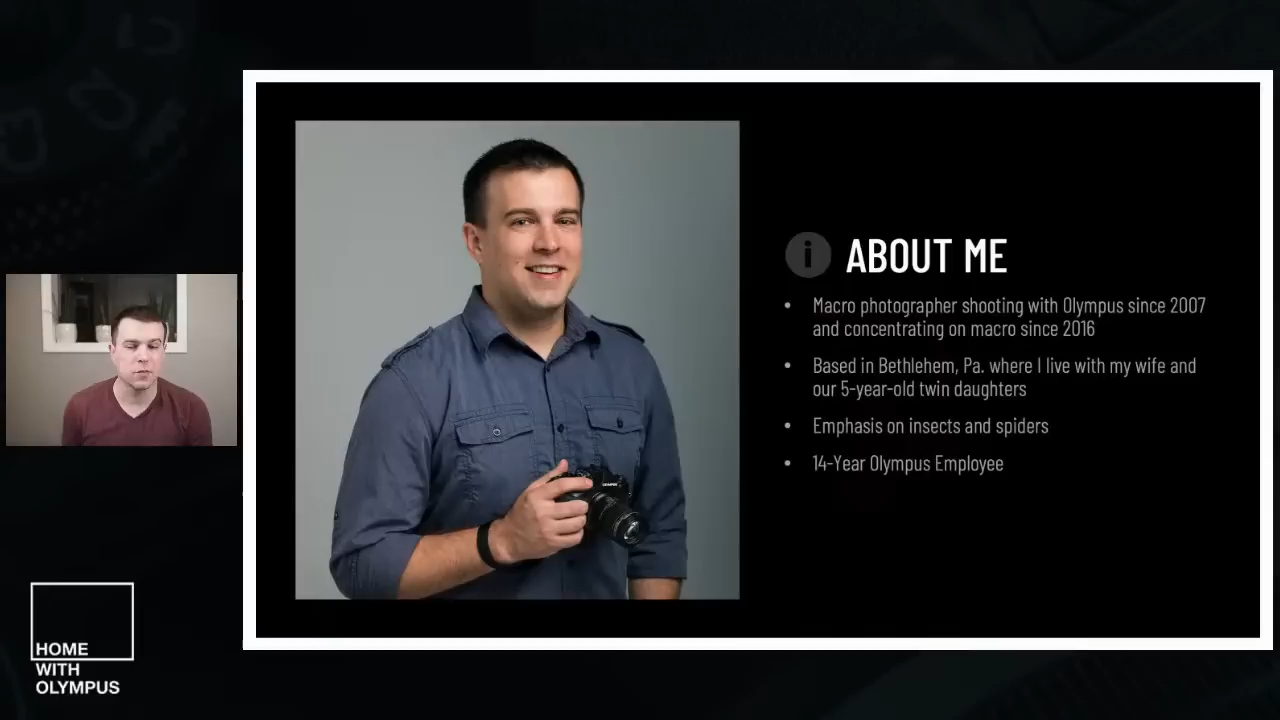 ABOUT ME
• Macro photographer shooting with Olympus since 2007
and concentrating on macro since 2016
• Based in Bethlehem, Pa. where I live with my wife and
our 5-year-old twin daughters
• Emphasis on insects and spiders
• 14-Year Olympus Employee
HOME
WITH
OLYMPUS